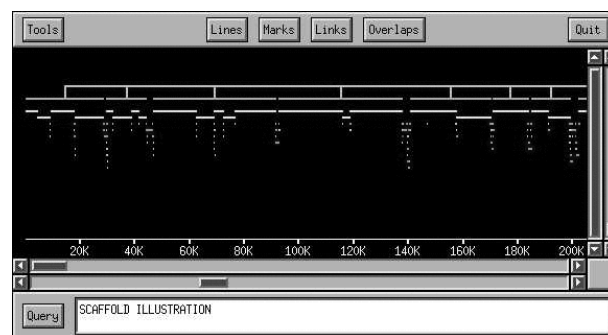 Tools Lines Marks Links Overlaps Quit
20K 40K 60K 80K 100K 120K 140K 160K 180K 200K
Query SCAFFOLD ILLUSTRATION